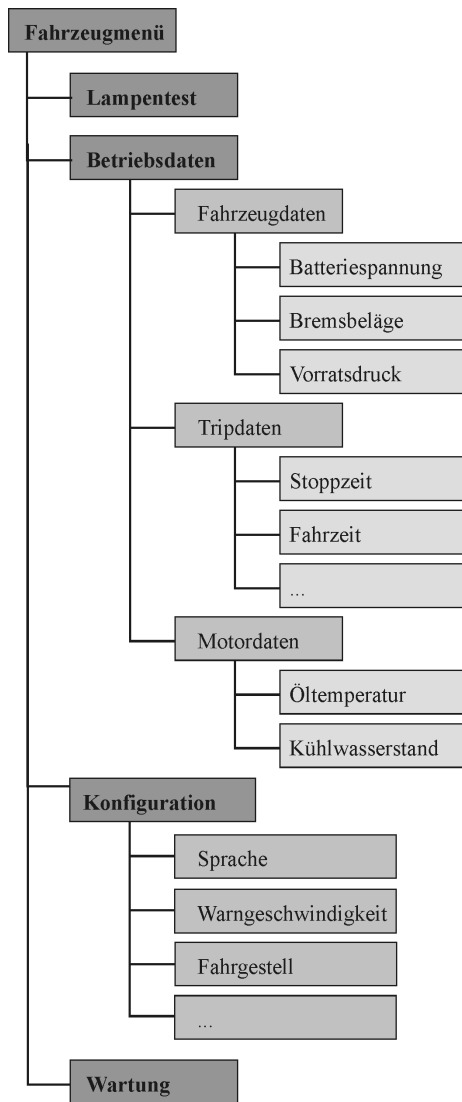 Fahrzeugmenü
Lampentest
Betriebsdaten
Fahrzeugdaten
Batteriespannung
Bremsbeläge
Vorratsdruck
Tripdaten
Stoppzeit
Fahrzeit
...
Motordaten
Öltemperatur
Kühlwasserstand
Konfiguration
Sprache
Warngeschwindigkeit
Fahrgestell
...
Wartung